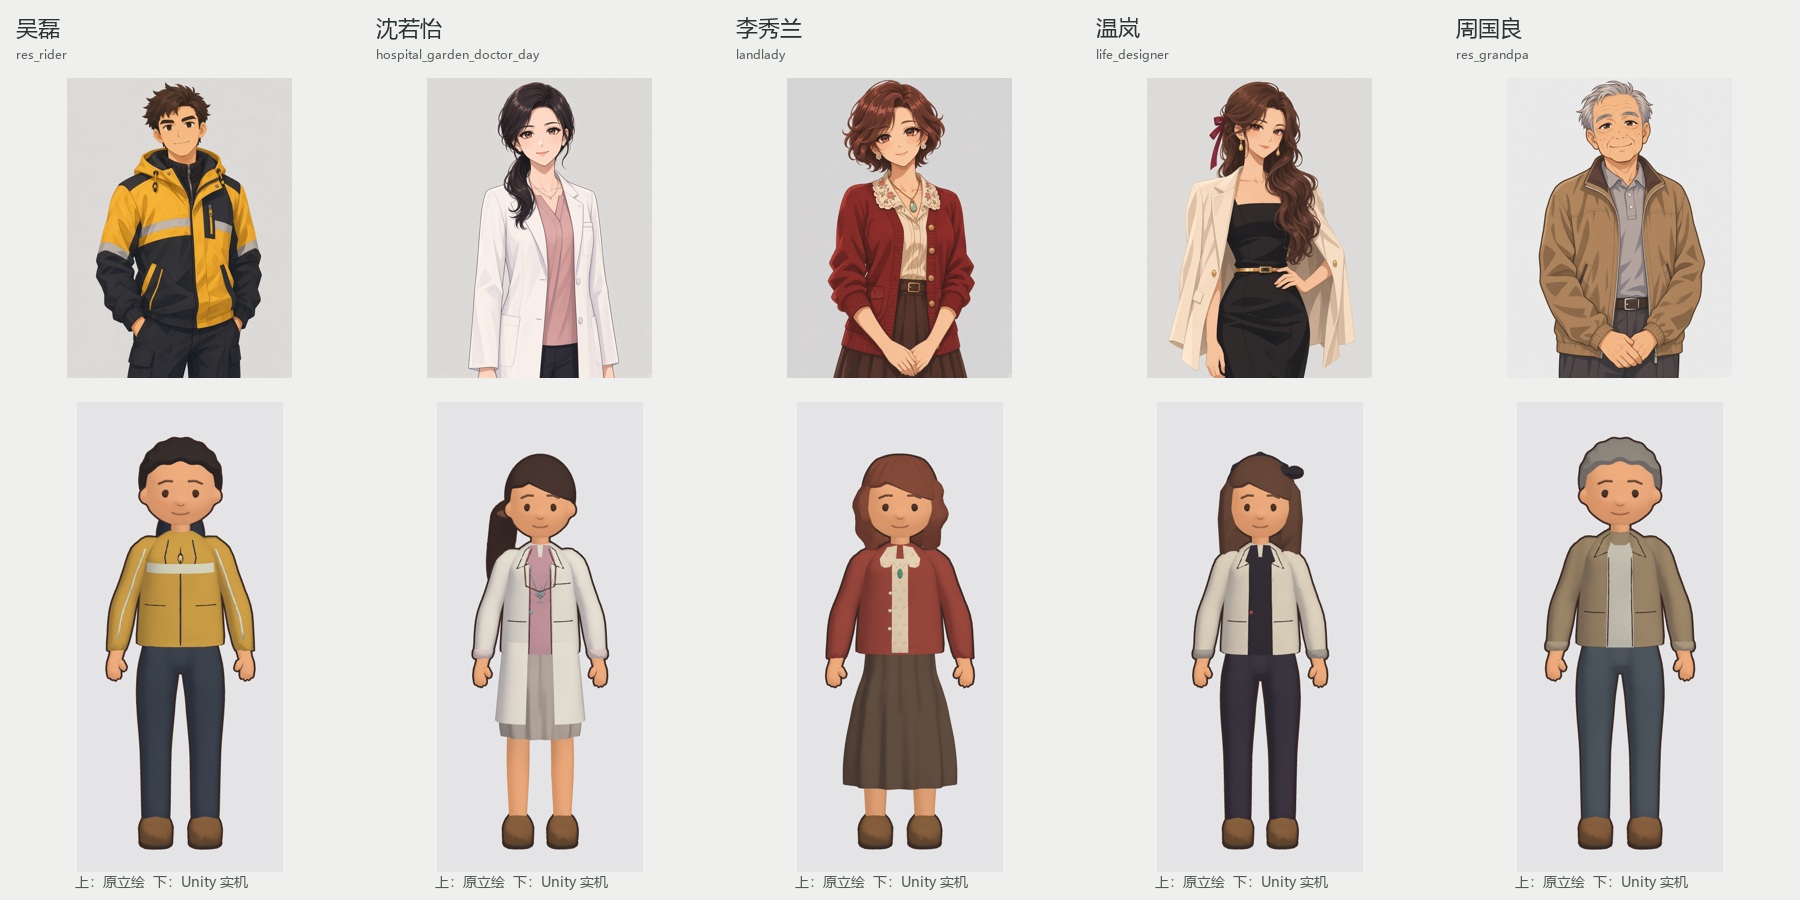 吴磊
res_rider
沈若怡
hospital_garden_doctor_day
李秀兰
landlady
温岚
life_designer
周国良
res_grandpa
上：原立绘 下：Unity 实机
上：原立绘 下：Unity 实机
上：原立绘 下：Unity 实机
上：原立绘 下：Unity 实机
上：原立绘 下：Unity 实机